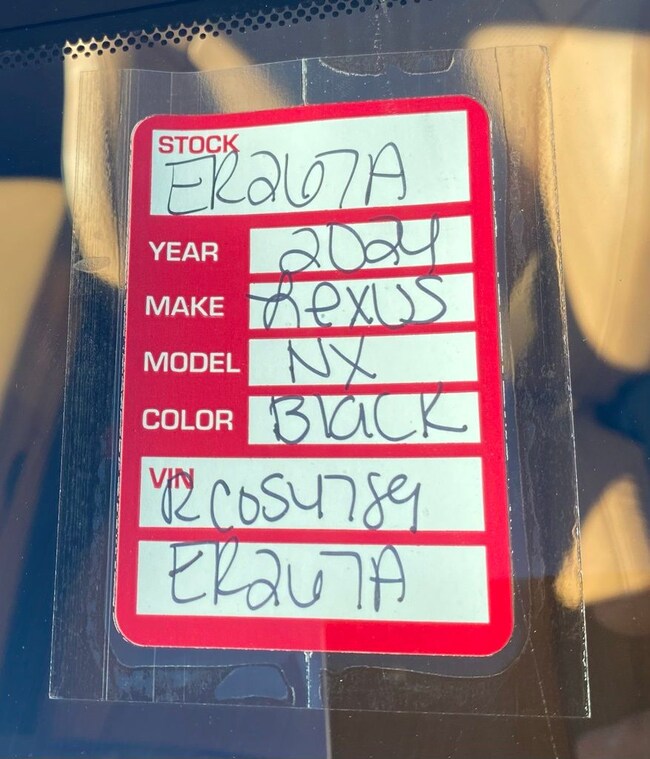 STOCK
ER267A
YEAR 2024
MAKE Lexus
MODEL NX
COLOR Black
VIN
RC054789
ER267A